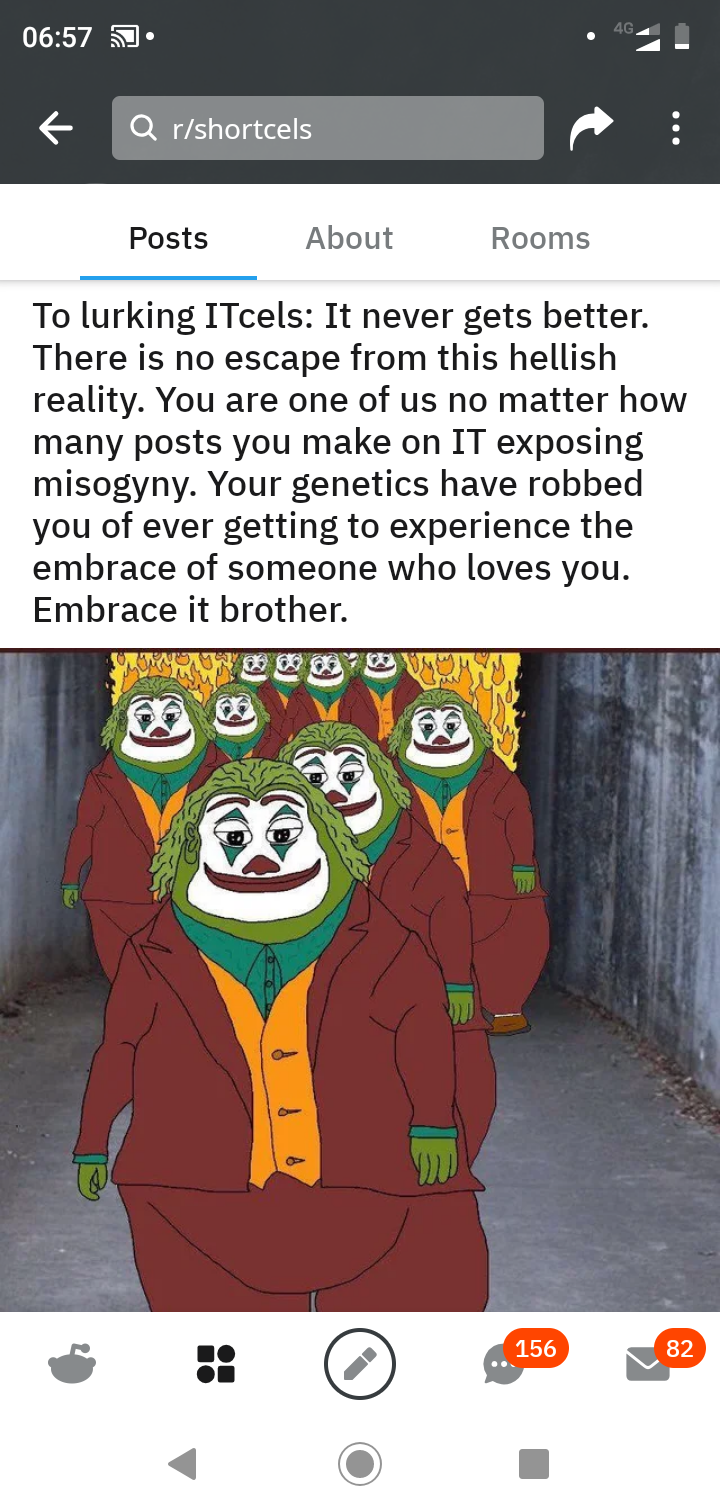 06:57
4G
r/shortcels
Posts About Rooms
To lurking ITcels: It never gets better.
There is no escape from this hellish
reality. You are one of us no matter how
many posts you make on IT exposing
misogyny. Your genetics have robbed
you of ever getting to experience the
embrace of someone who loves you.
Embrace it brother.
156
82